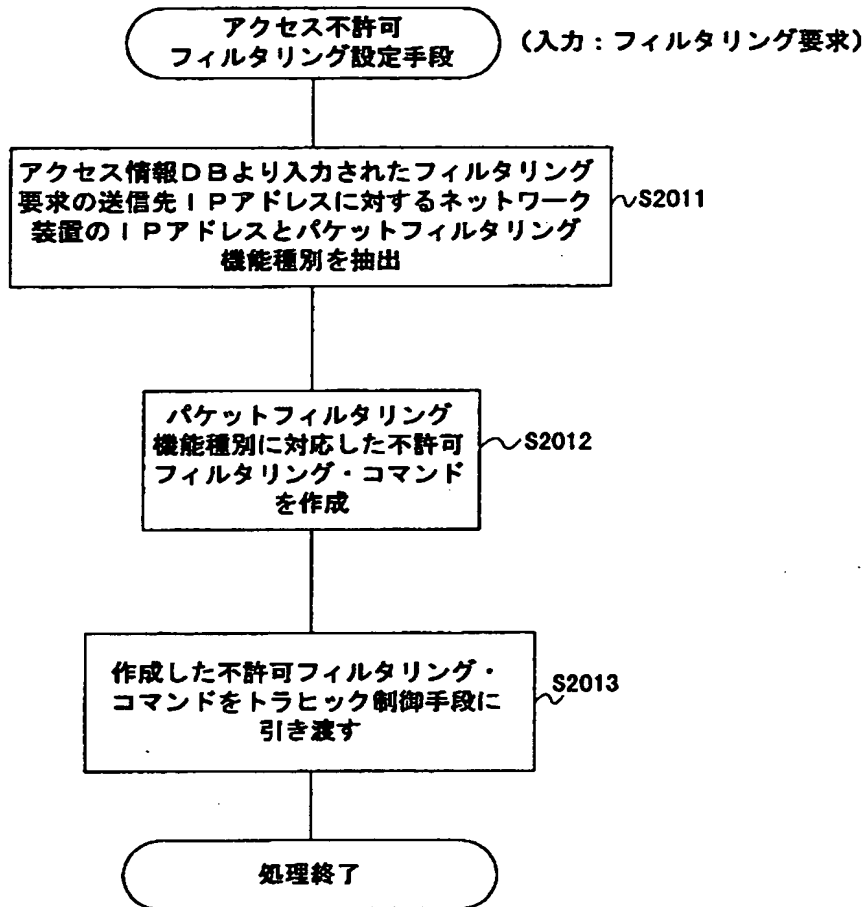 アクセス不許可
フィルタリング設定手段
(入力:フィルタリング要求)
アクセス情報DBより入力されたフィルタリング
要求の送信先IPアドレスに対するネットワーク
装置のIPアドレスとパケットフィルタリング
機能種別を抽出
S2011
パケットフィルタリング
機能種別に対応した不許可
フィルタリング・コマンド
を作成
S2012
作成した不許可フィルタリング・
コマンドをトラヒック制御手段に
引き渡す
S2013
処理終了